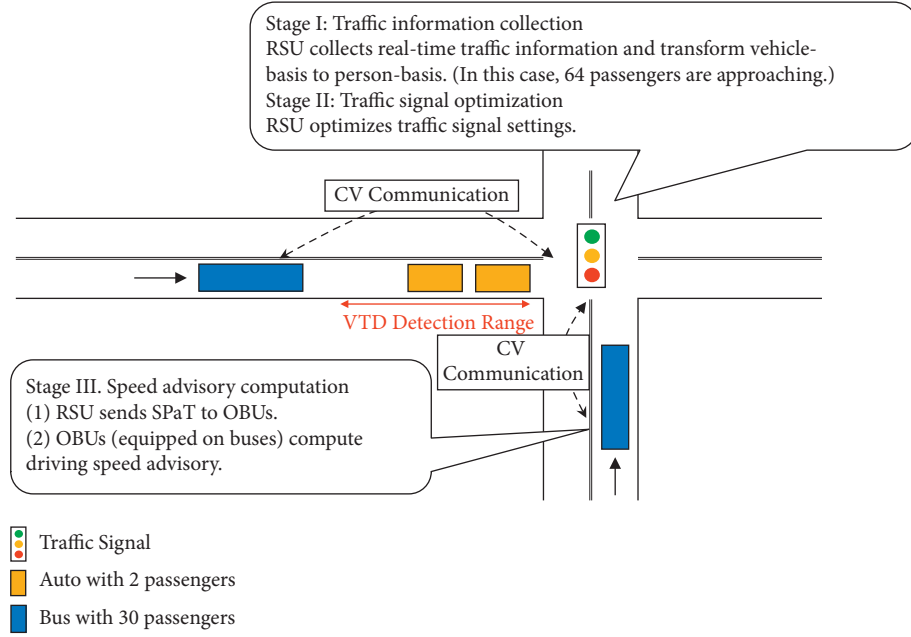 Stage I: Traffic information collection
RSU collects real-time traffic information and transform vehicle-
basis to person-basis. (In this case, 64 passengers are approaching.)
Stage II: Traffic signal optimization
RSU optimizes traffic signal settings.
CV Communication
VTD Detection Range
CV
Communication
Stage III. Speed advisory computation
(1) RSU sends SPaT to OBUs.
(2) OBUs (equipped on buses) compute
driving speed advisory.
Traffic Signal
Auto with 2 passengers
Bus with 30 passengers